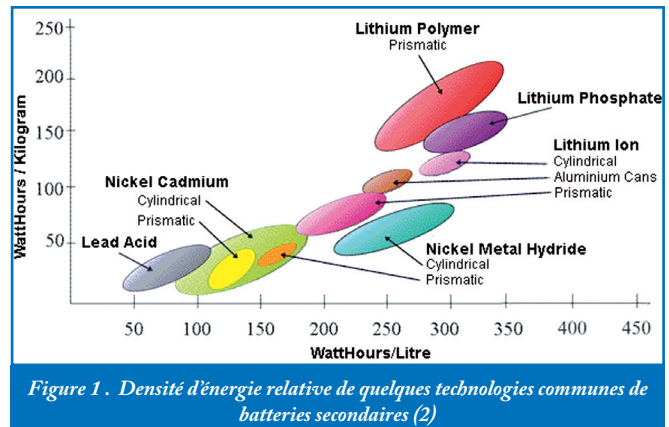 250
200
150
100
50
WattHours / Kilogram
Lithium Polymer
Prismatic
Lithium Phosphate
Lithium Ion
Cylindrical
Aluminium Cans
Prismatic
Nickel Cadmium
Cylindrical
Prismatic
Lead Acid
Nickel Metal Hydride
Cylindrical
Prismatic
50 100 150 200 250 300 350 400 450
WattHours/Litre
Figure 1 . Densité d'énergie relative de quelques technologies communes de
batteries secondaires (2)